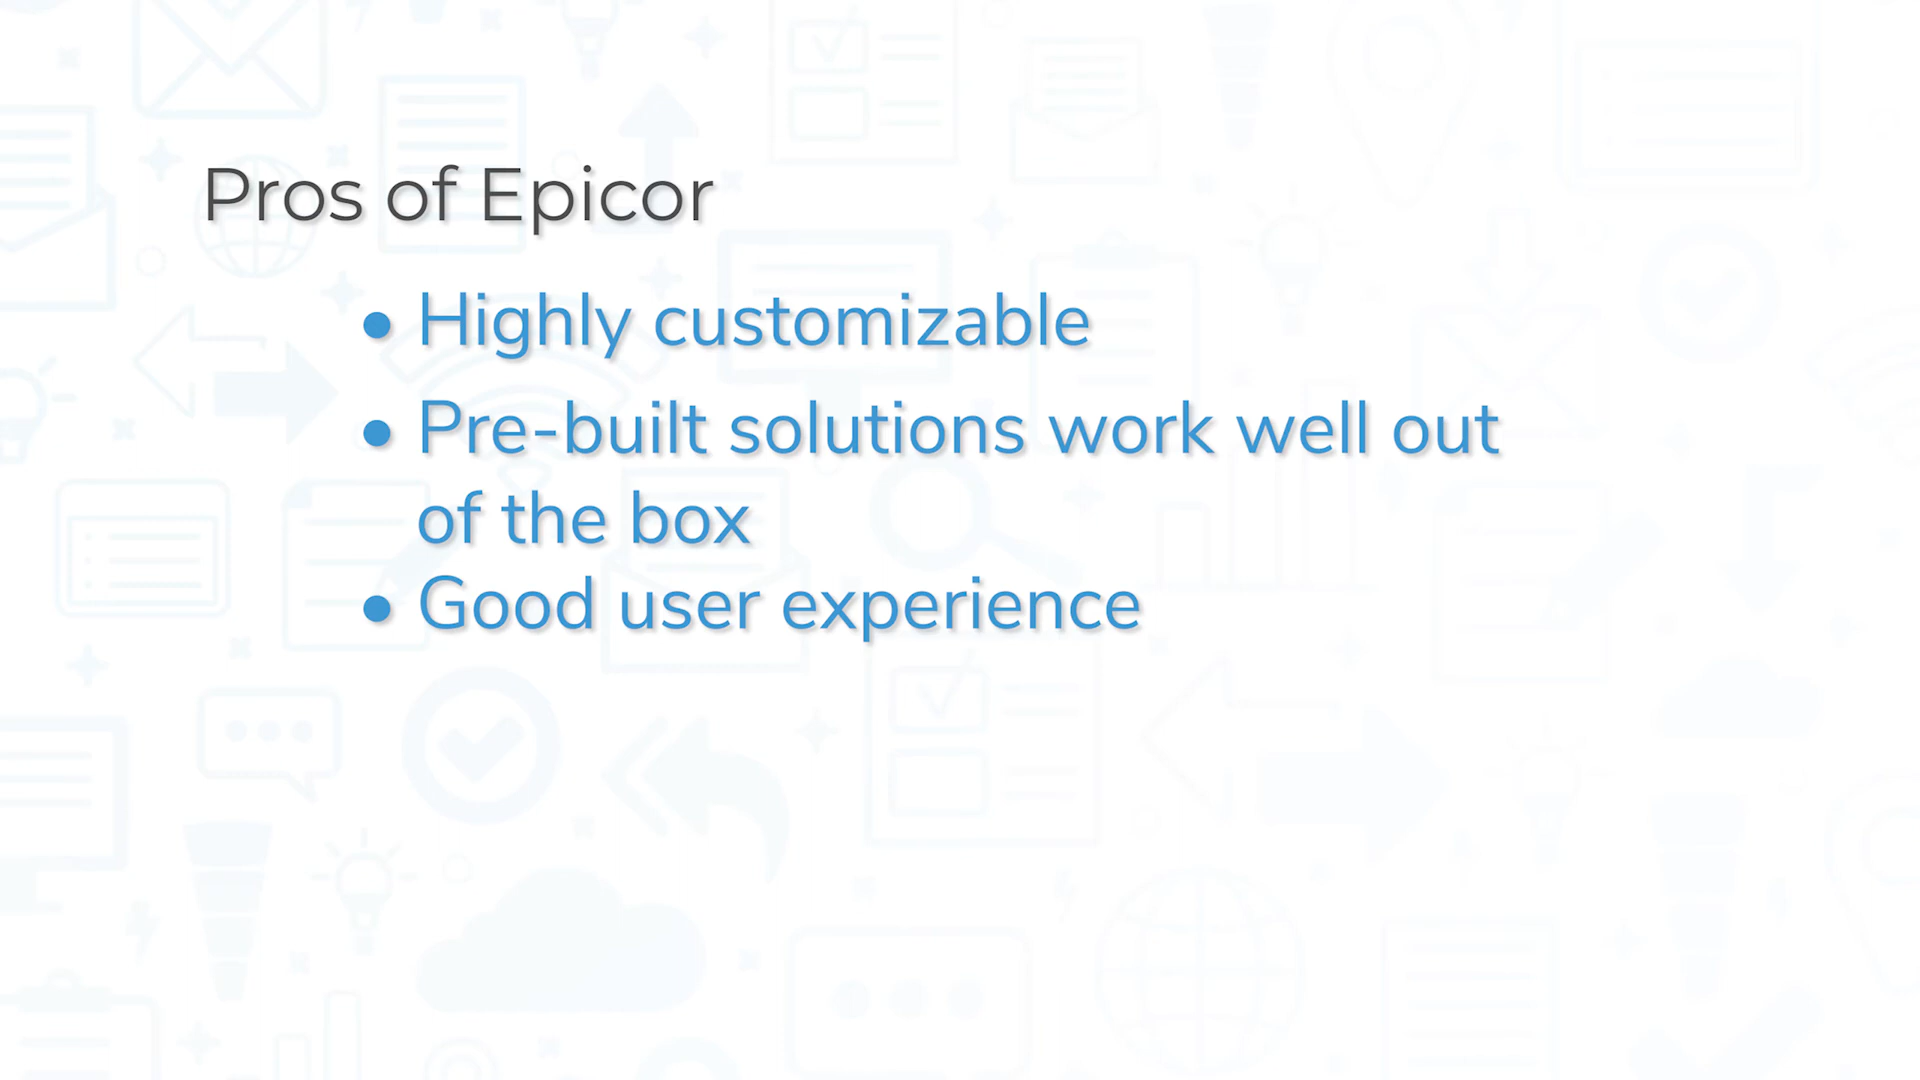 Pros of Epicor
• Highly customizable
• Pre-built solutions work well out
of the box
• Good user experience